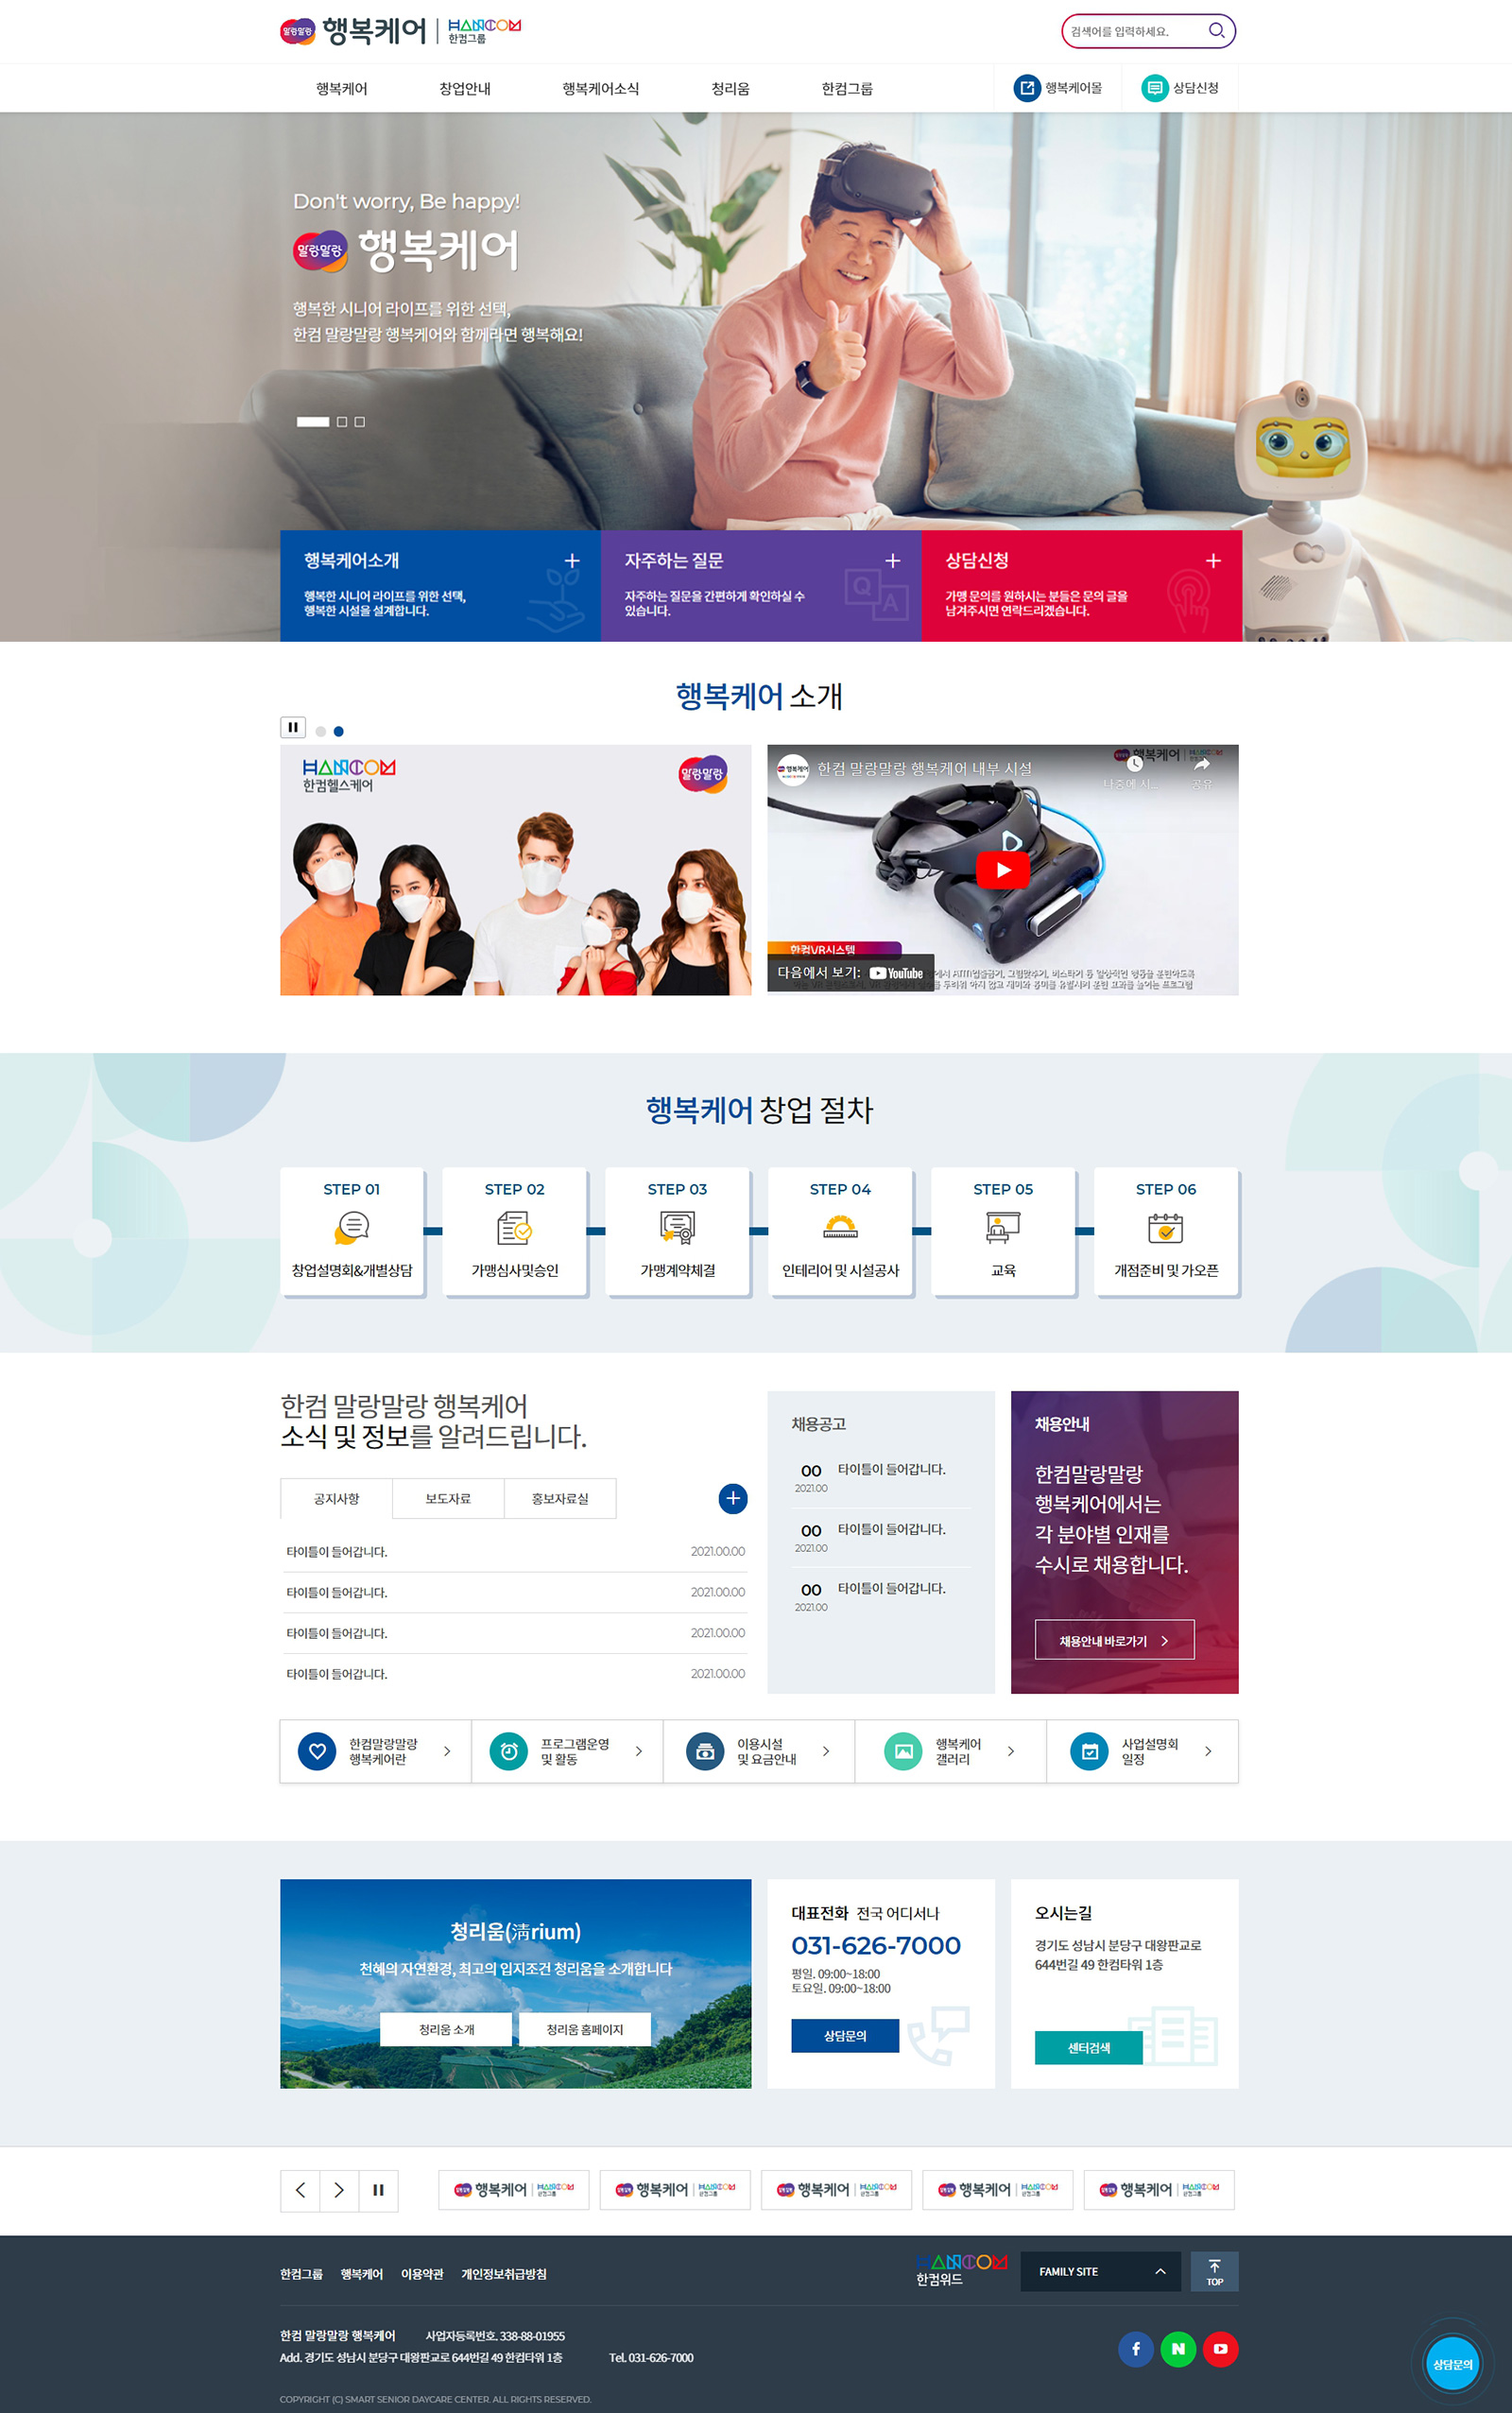 말랑말랑 행복케어 HANCOM 한컴그룹
검색어를 입력하세요.
행복케어 창업안내 행복케어소식 청리움 한컴그룹 행복케어몰 상담신청
Don't worry, Be happy!
말랑말랑 행복케어
행복한 시니어 라이프를 위한 선택,
한컴 말랑말랑 행복케어와 함께라면 행복해요!
행복케어소개
행복한 시니어 라이프를 위한 선택,
행복한 시설을 설계합니다.
자주하는 질문
자주하는 질문을 간편하게 확인하실 수
있습니다.
Q A
상담신청
가맹 문의를 원하시는 분들은 문의 글을
남겨주시면 연락드리겠습니다.
행복케어 소개
HANCOM
한컴헬스케어
말랑말랑
행복케어 HANCOM
한컴 말랑말랑 행복케어 내부 시설
나중에 시...
공유
한컴VR시스템
다음에서 보기: YouTube
행복케어 창업 절차
STEP 01
창업설명회&개별상담
STEP 02
가맹심사및승인
STEP 03
가맹계약체결
STEP 04
인테리어 및 시설공사
STEP 05
교육
STEP 06
개점준비 및 가오픈
한컴 말랑말랑 행복케어
소식 및 정보를 알려드립니다.
공지사항 보도자료 홍보자료실
타이틀이 들어갑니다. 2021.00.00
타이틀이 들어갑니다. 2021.00.00
타이틀이 들어갑니다. 2021.00.00
타이틀이 들어갑니다. 2021.00.00
채용공고
00 타이틀이 들어갑니다.
2021.00
00 타이틀이 들어갑니다.
2021.00
00 타이틀이 들어갑니다.
2021.00
채용안내
한컴말랑말랑
행복케어에서는
각 분야별 인재를
수시로 채용합니다.
채용안내 바로가기
한컴말랑말랑
행복케어란
프로그램운영
및 활동
이용시설
및 요금안내
행복케어
갤러리
사업설명회
일정
청리움(淸rium)
천혜의 자연환경, 최고의 입지조건 청리움을 소개합니다
청리움 소개 청리움 홈페이지
대표전화 전국 어디서나
031-626-7000
평일. 09:00~18:00
토요일. 09:00~18:00
상담문의
오시는길
경기도 성남시 분당구 대왕판교로
644번길 49 한컴타워 1층
센터검색
행복케어 HANCOM 한컴그룹
행복케어 HANCOM 한컴그룹
행복케어 HANCOM 한컴그룹
행복케어 HANCOM 한컴그룹
행복케어 HANCOM 한컴그룹
한컴그룹 행복케어 이용약관 개인정보취급방침
HANCOM
한컴위드
FAMILY SITE
TOP
한컴 말랑말랑 행복케어 사업자등록번호. 338-88-01955
Add. 경기도 성남시 분당구 대왕판교로 644번길 49 한컴타워 1층 Tel. 031-626-7000
COPYRIGHT (C) SMART SENIOR DAYCARE CENTER. ALL RIGHTS RESERVED.
상담문의